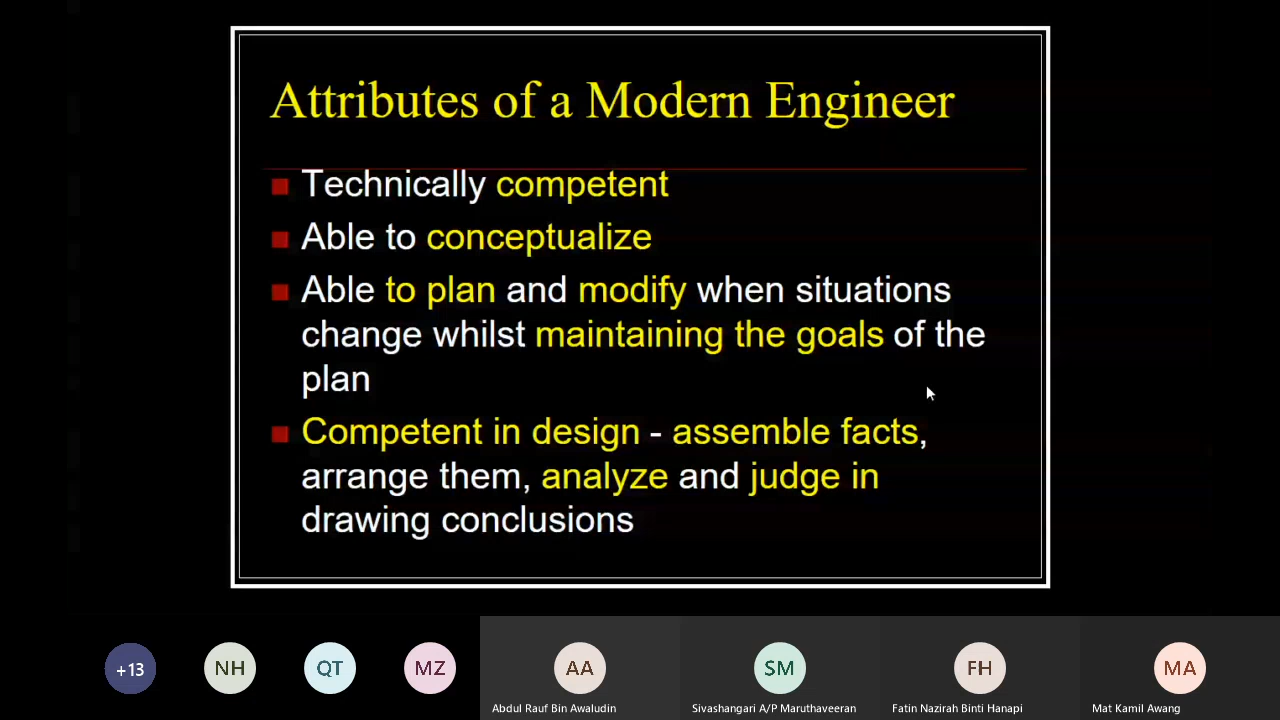 Attributes of a Modern Engineer
Technically competent
Able to conceptualize
Able to plan and modify when situations
change whilst maintaining the goals of the
plan
Competent in design - assemble facts,
arrange them, analyze and judge in
drawing conclusions
+13
NH
QT
MZ
AA
SM
FH
MA
Abdul Rauf Bin Awaludin
Sivashangari A/P Maruthaveeran
Fatin Nazirah Binti Hanapi
Mat Kamil Awang